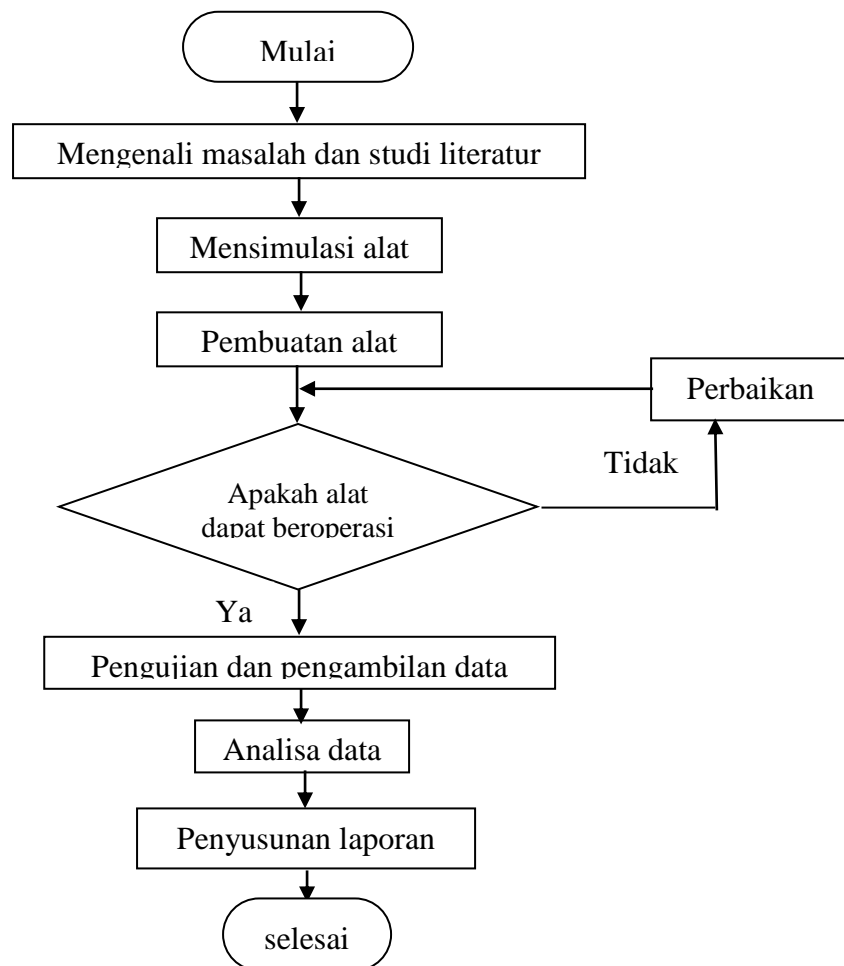 Mulai
Mengenali masalah dan studi literatur
Mensimulasi alat
Pembuatan alat
Perbaikan
Tidak
Apakah alat
dapat beroperasi
Ya
Pengujian dan pengambilan data
Analisa data
Penyusunan laporan
selesai